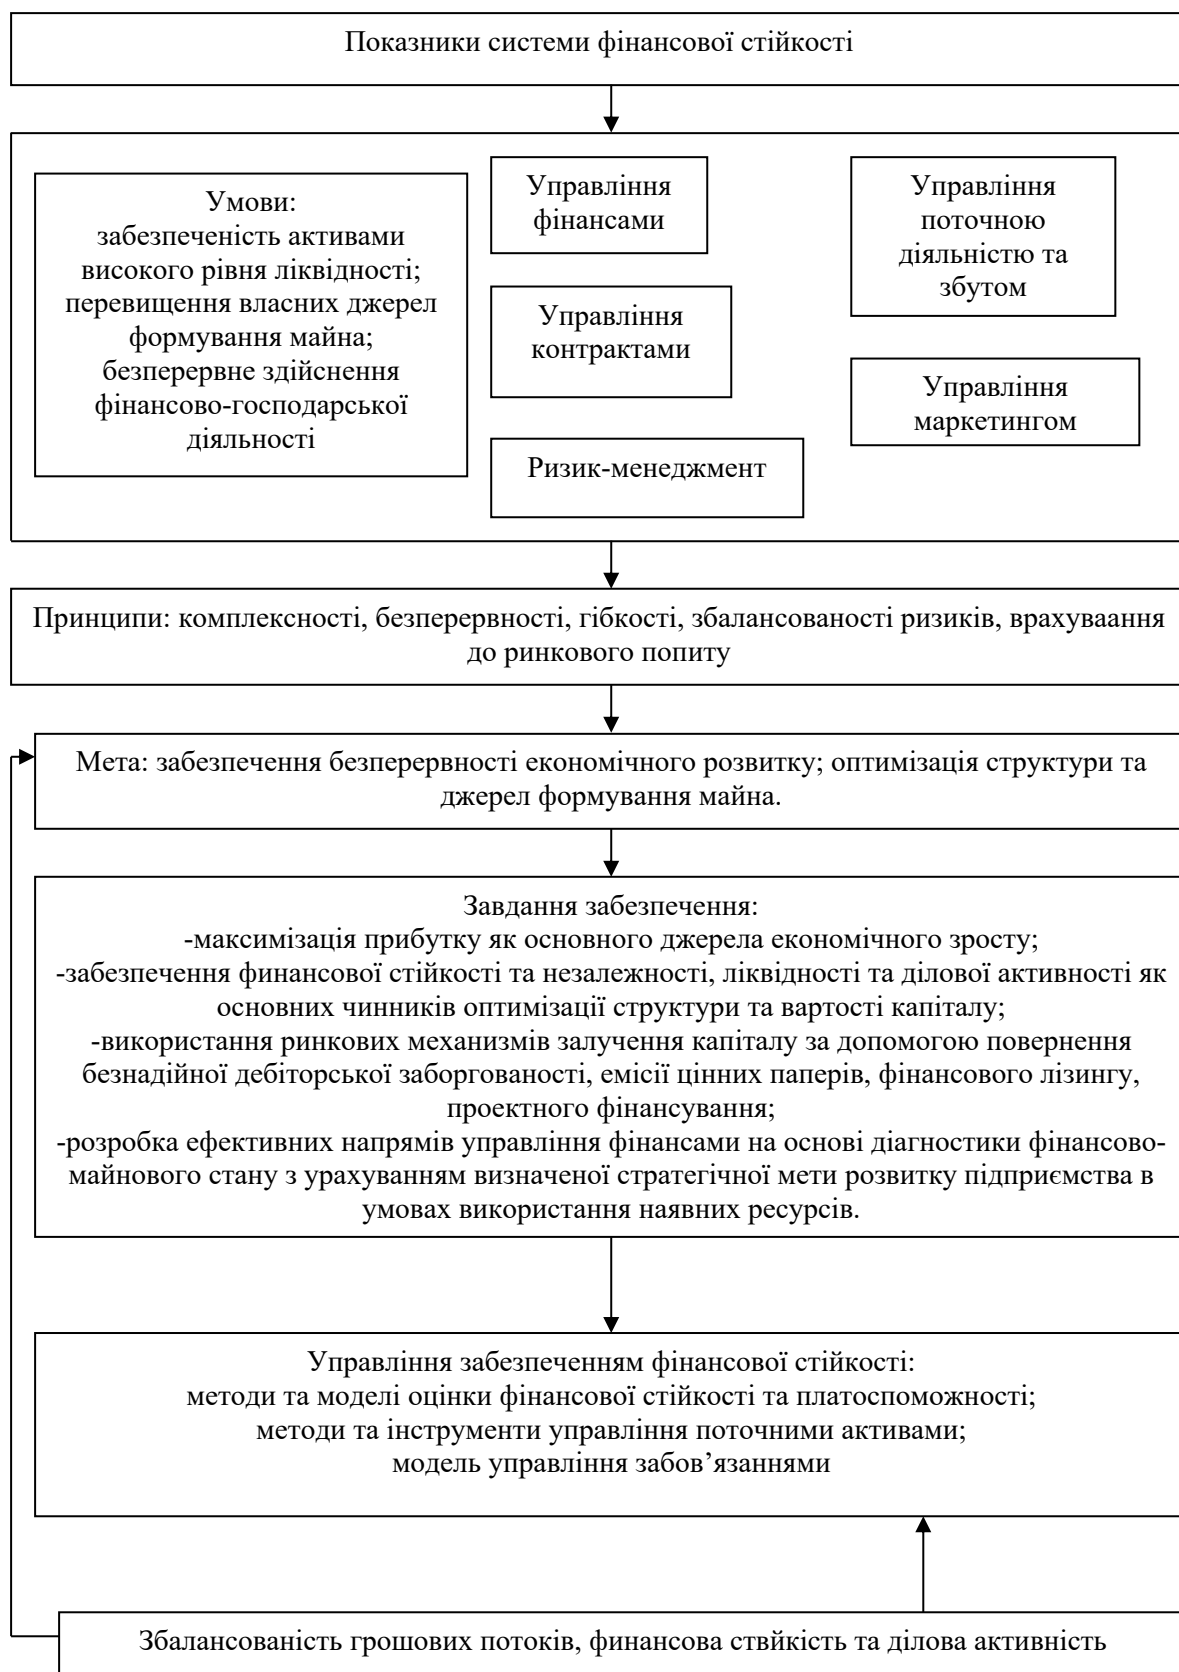 Показники системи фінансової стійкості
Умови:
забезпеченість активами
високого рівня ліквідності;
перевищення власних джерел
формування майна;
безперервне здійснення
фінансово-господарської
діяльності
Управління
фінансами
Управління
контрактами
Ризик-менеджмент
Управління
поточною
діяльністю та
збутом
Управління
маркетингом
Принципи: комплексності, безперервності, гібкості, збалансованості ризиків, врахуваання
до ринкового попиту
Мета: забезпечення безперервності економічного розвитку; оптимізація структури та
джерел формування майна.
Завдання забезпечення:
-максимізація прибутку як основного джерела економічного зросту;
-забезпечення финансової стійкості та незалежності, ліквідності та ділової активності як
основних чинників оптимізації структури та вартості капіталу;
-використання ринкових механізмів залучення капіталу за допомогою повернення
безнадійної дебіторської заборгованості, емісії цінних паперів, фінансового лізингу,
проектного фінансування;
-розробка ефективних напрямів управління фінансами на основі діагностики фінансово-
майнового стану з урахуванням визначеної стратегічної мети розвитку підприємства в
умовах використання наявних ресурсів.
Управління забезпеченням фінансової стійкості:
методи та моделі оцінки фінансової стійкості та платоспоможності;
методи та інструменти управління поточними активами;
модель управління забов’язаннями
Збалансованість грошових потоків, финансова ствйкість та ділова активність